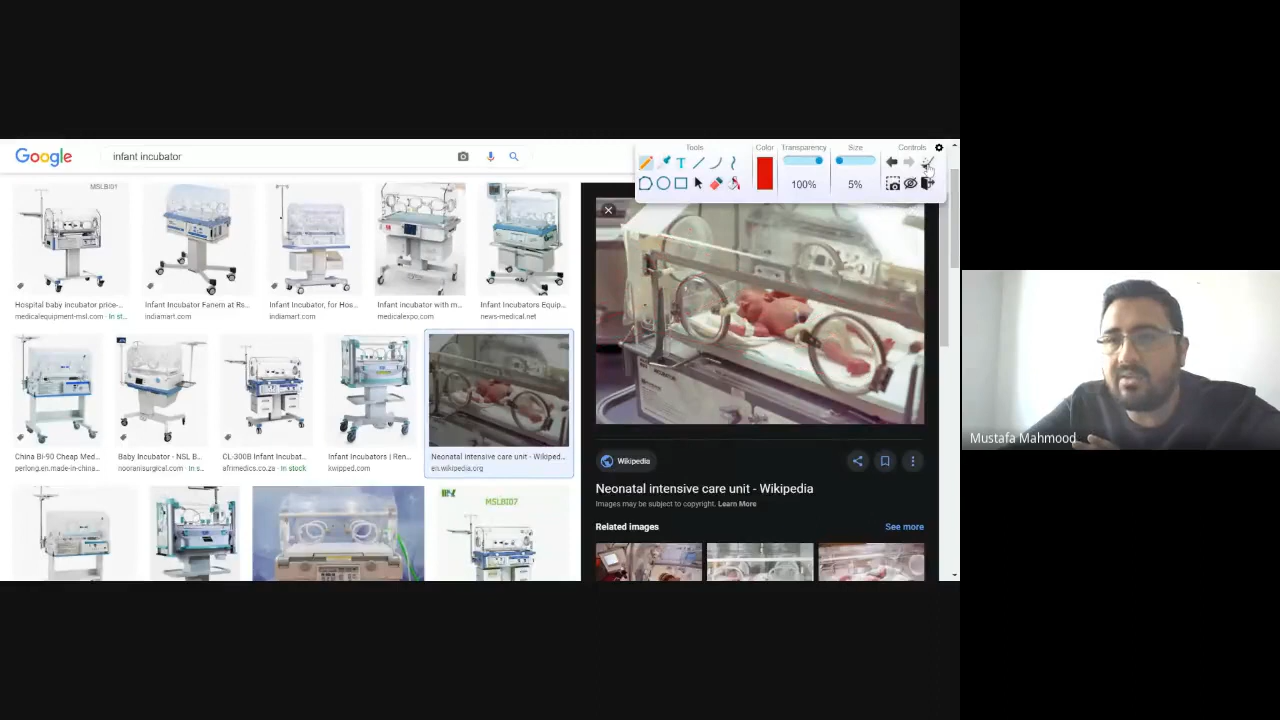 Google
infant incubator
Tools
Color
Transparency
Size
Controls
T
100%
5%
MSLBI01
Hospital baby incubator price-...
medicalequipment-msl.com · In st...
Infant Incubator Fanem at Rs...
indiamart.com
Infant Incubator, for Hos...
indiamart.com
Infant incubator with m...
medicalexpo.com
Infant Incubators Equip...
news-medical.net
China Bi-90 Cheap Med...
perlong.en.made-in-china...
Baby Incubator - NSL B...
nooranisurgical.com · In s...
CL-300B Infant Incubat...
afrimedics.co.za · In stock
Infant Incubators | Ren...
kwipped.com
Neonatal intensive care unit - Wikiped...
en.wikipedia.org
MSLBI07
Wikipedia
Neonatal intensive care unit - Wikipedia
Images may be subject to copyright. Learn More
Related images
See more
Mustafa Mahmood